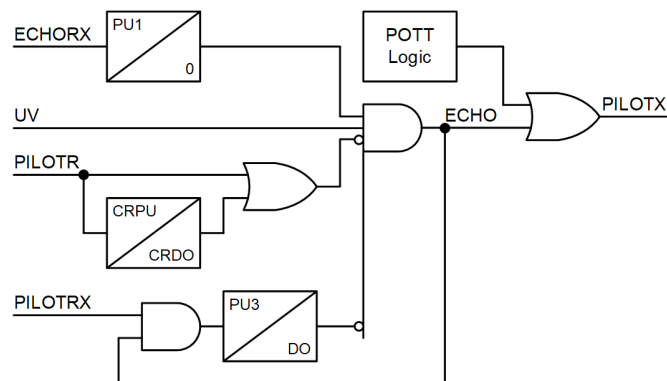 ECHORX
PU1
0
POTT
Logic
UV
ECHO
PILOTX
PILOTR
CRPU
CRDO
PILOTRX
PU3
DO